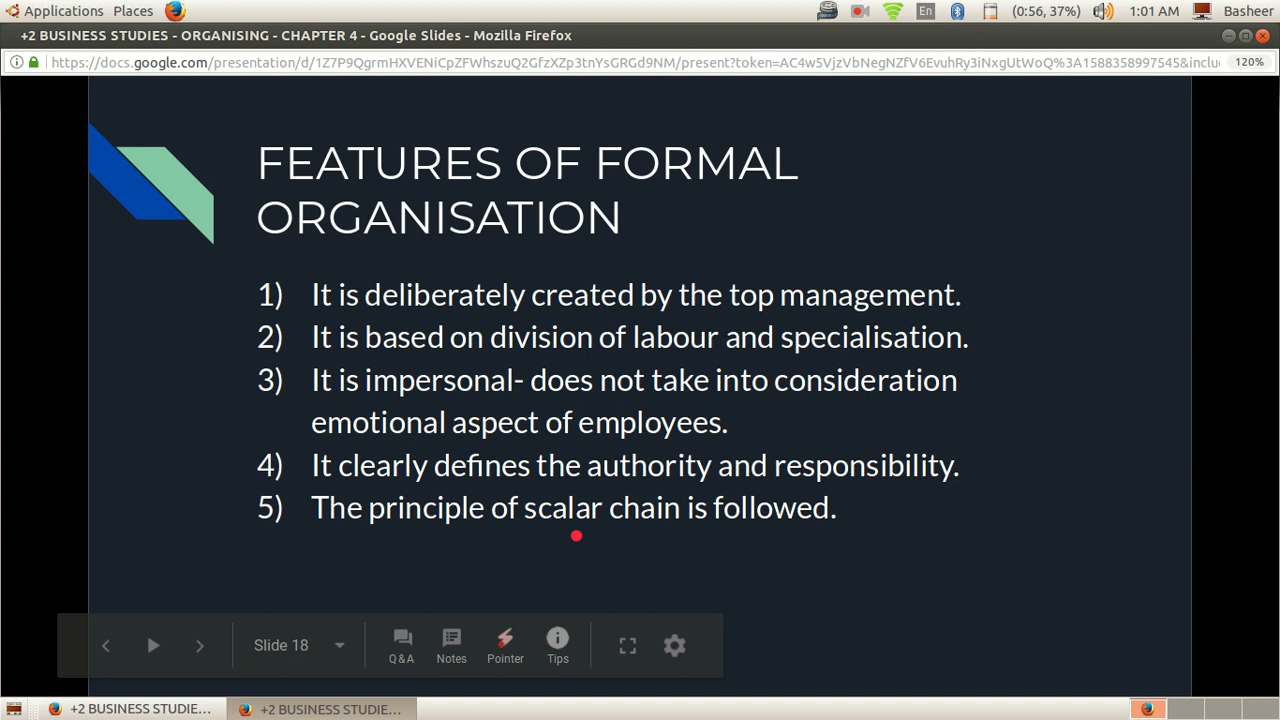 Applications Places En (0:56, 37%) 1:01 AM Basheer
+2 BUSINESS STUDIES - ORGANISING - CHAPTER 4 - Google Slides - Mozilla Firefox
https://docs.google.com/presentation/d/1Z7P9QgrmHXVENiCpZFWhszuQ2GfzXZp3tnYsGRGd9NM/present?token=AC4w5VjzVbNegNZfV6EvuhRy3iNxgUtWoQ%3A1588358997545&inclu 120%
FEATURES OF FORMAL
ORGANISATION
1) It is deliberately created by the top management.
2) It is based on division of labour and specialisation.
3) It is impersonal- does not take into consideration
emotional aspect of employees.
4) It clearly defines the authority and responsibility.
5) The principle of scalar chain is followed.
Slide 18 Q&A Notes Pointer Tips
+2 BUSINESS STUDIE... +2 BUSINESS STUDIE...